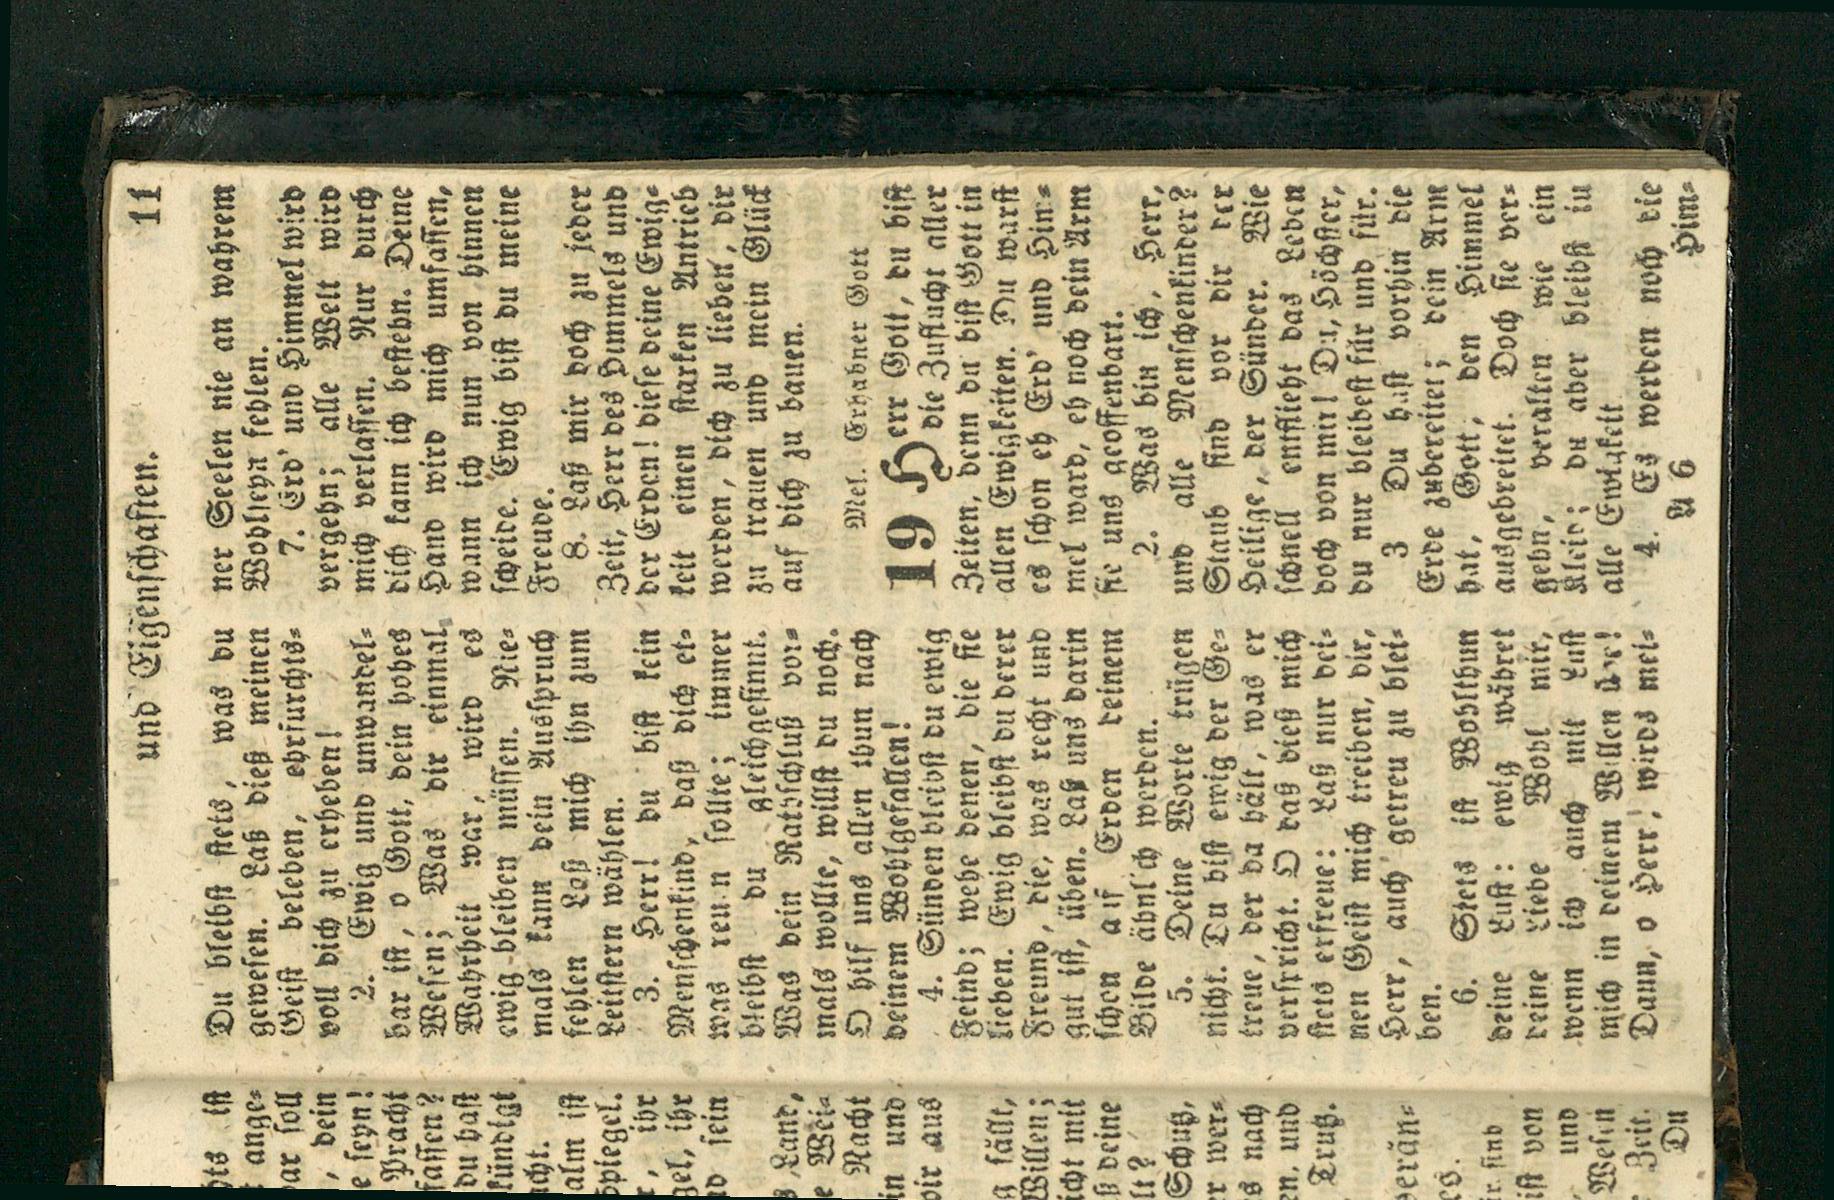 und Eigenschaften. 11
Du bleibst stets, was du
gewesen. Laß dieß meinen
Geist beleben, ehrfurchts-
voll dich zu erheben!
2. Ewig und unwandel-
bar ist, o Gott, dein hohes
Wesen; Was dir einmal
Wahrheit war, wird es
ewig bleiben müssen. Nie-
mals kann dein Ausspruch
fehlen Laß mich ihn zum
Leitstern wählen.
3. Herr! du bist kein
Menschenkind, daß dich et-
was reu n sollte; immer
bleibst du gleichgesinnt.
Was dein Rathschluß vor-
mals wollte, willst du noch.
O hilf uns allen thun nach
deinem Wohlgefallen!
4. Sünden bleibst du ewig
Feind; wehe denen, die sie
lieben. Ewig bleibst du derer
Freund, die, was recht und
gut ist, üben. Laß uns darin
schon auf Erden deinem
Bilde ähnlich werden.
5. Deine Worte trügen
nicht. Du bist ewig der Ge-
treue, der da hält, was er
verspricht. O daß dieß mich
stets erfreue: Laß nur dei-
nen Geist mich treiben, dir,
Herr, auch getreu zu blei-
ben.
6. Stets ist Wohlthun
deine Lust: ewig währet
deine Liebe Wohl mir,
wenn ich auch mit Lust
mich in deinem Willen übe!
Dann, o Herr, wirds mei-
ner Seelen nie an wahrem
Wohlseyn fehlen.
7. Erd' und Himmel wird
vergehn; alle Welt wird
mich verlassen. Nur durch
dich kann ich bestehn. Deine
Hand wird mich umfassen,
wann ich nun von hinnen
scheide. Ewig bist du meine
Freude.
8. Laß mir doch zu jeder
Zeit, Herr des Himmels und
der Erden! diese deine Ewig-
keit einen starken Antrieb
werden, dich zu lieben, dir
zu trauen und mein Glück
auf dich zu bauen.
Mel. Erhabner Gott
19 Herr Gott, du bist
die Zuflucht aller
Zeiten, denn du bist Gott in
allen Ewigkeiten. Du warst
es schon eh Erd' und Him-
mel ward, eh noch dein Arm
sie uns geoffenbart.
2. Was bin ich, Herr,
und alle Menschenkinder?
Staub sind vor dir der
Heilige, der Sünder. Wie
schnell entflieht das Leben
doch von mir! Du, Höchster,
du nur bleibest für und für.
3 Du hast vorhin die
Erde zubereitet; dein Arm
hat, Gott, den Himmel
ausgebreitet. Doch sie ver-
gehn, veralten wie ein
Kleid; du aber bleibst in
alle Ewigkeit
4. Es werden noch die
A 6 Him-